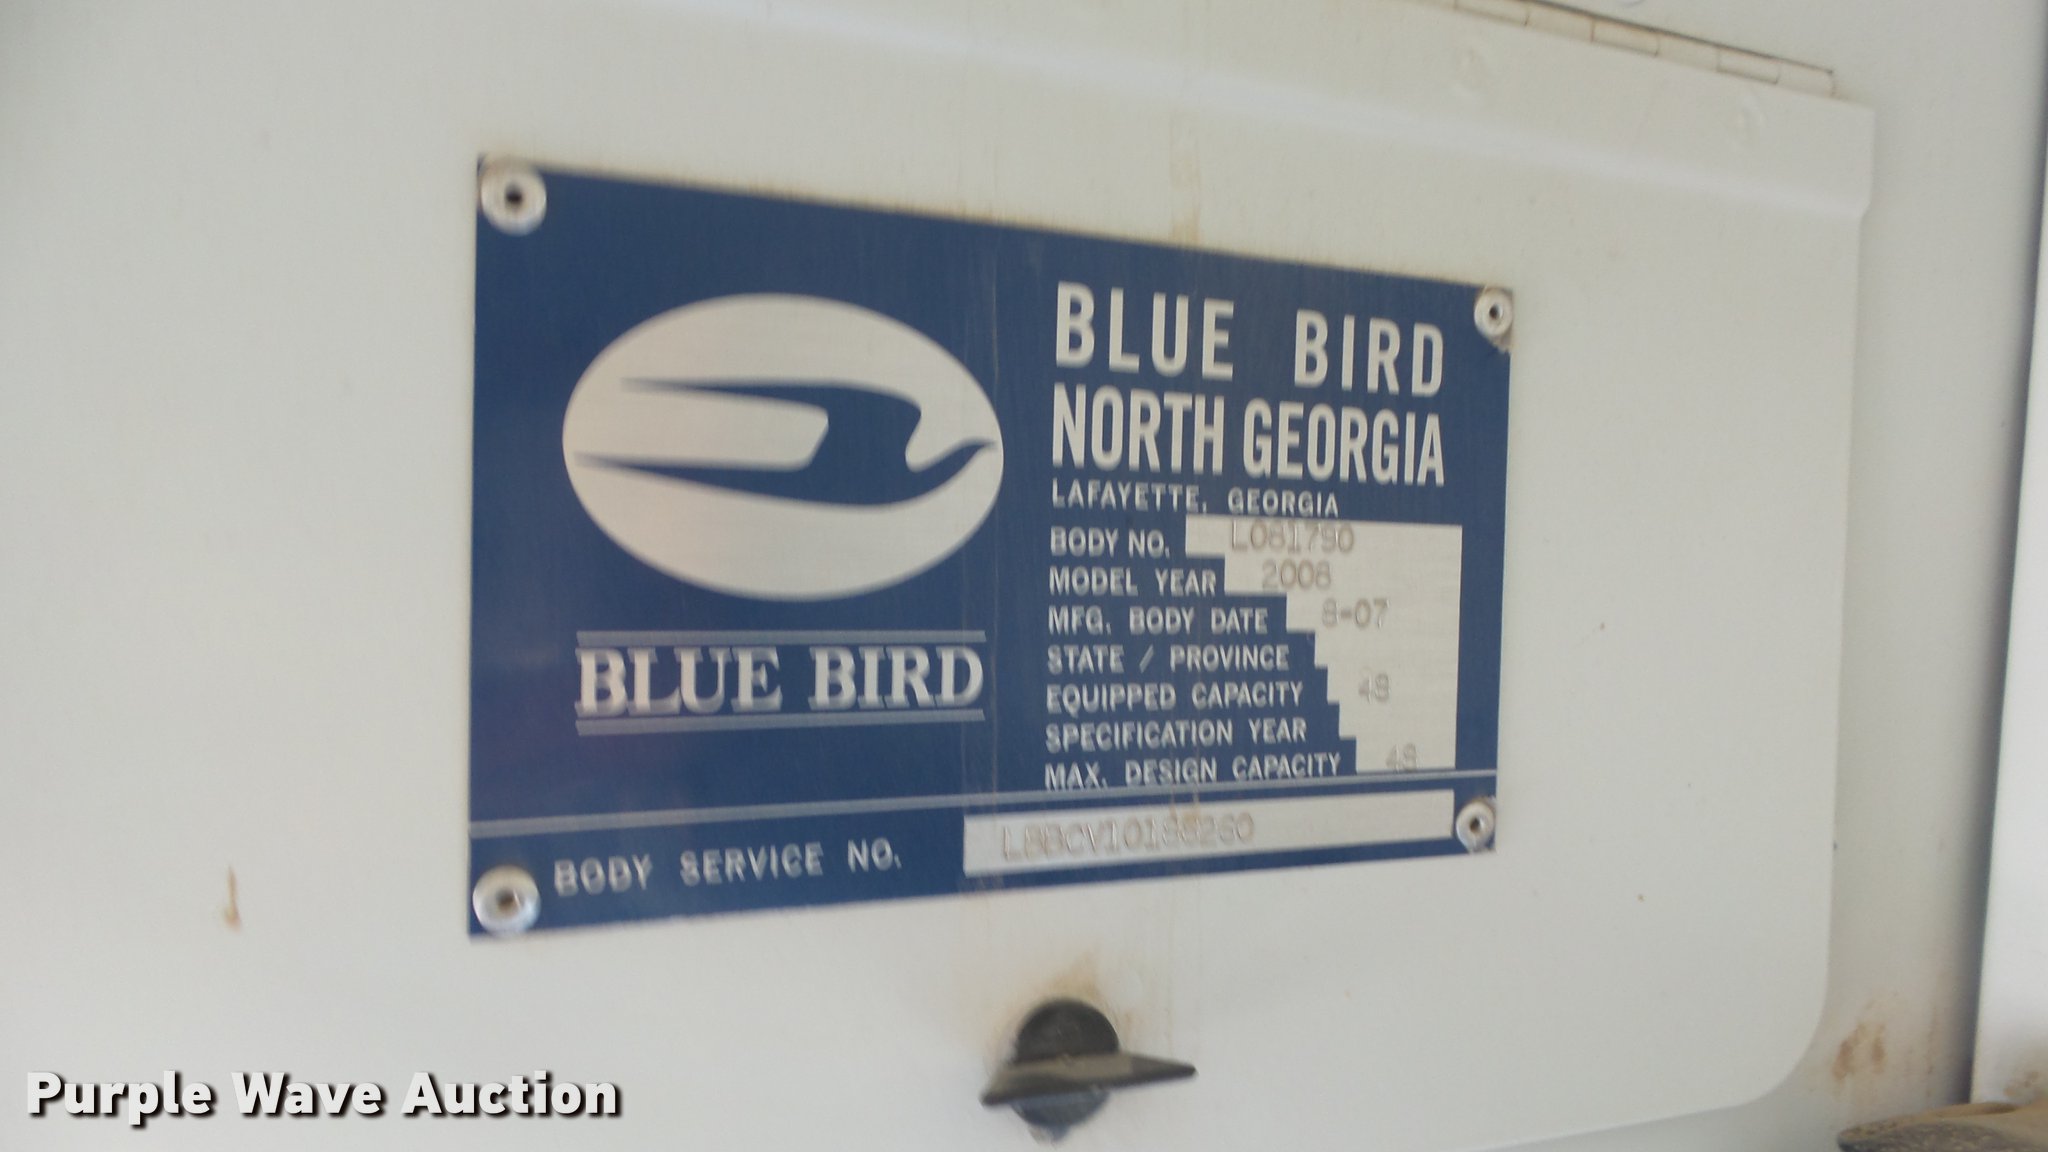 BLUE BIRD
NORTH GEORGIA
LAFAYETTE, GEORGIA
BODY NO. L081790
MODEL YEAR 2008
MFG. BODY DATE 8-07
STATE / PROVINCE
EQUIPPED CAPACITY 48
SPECIFICATION YEAR
MAX. DESIGN CAPACITY 48
BLUE BIRD
BODY SERVICE NO.
Purple Wave Auction